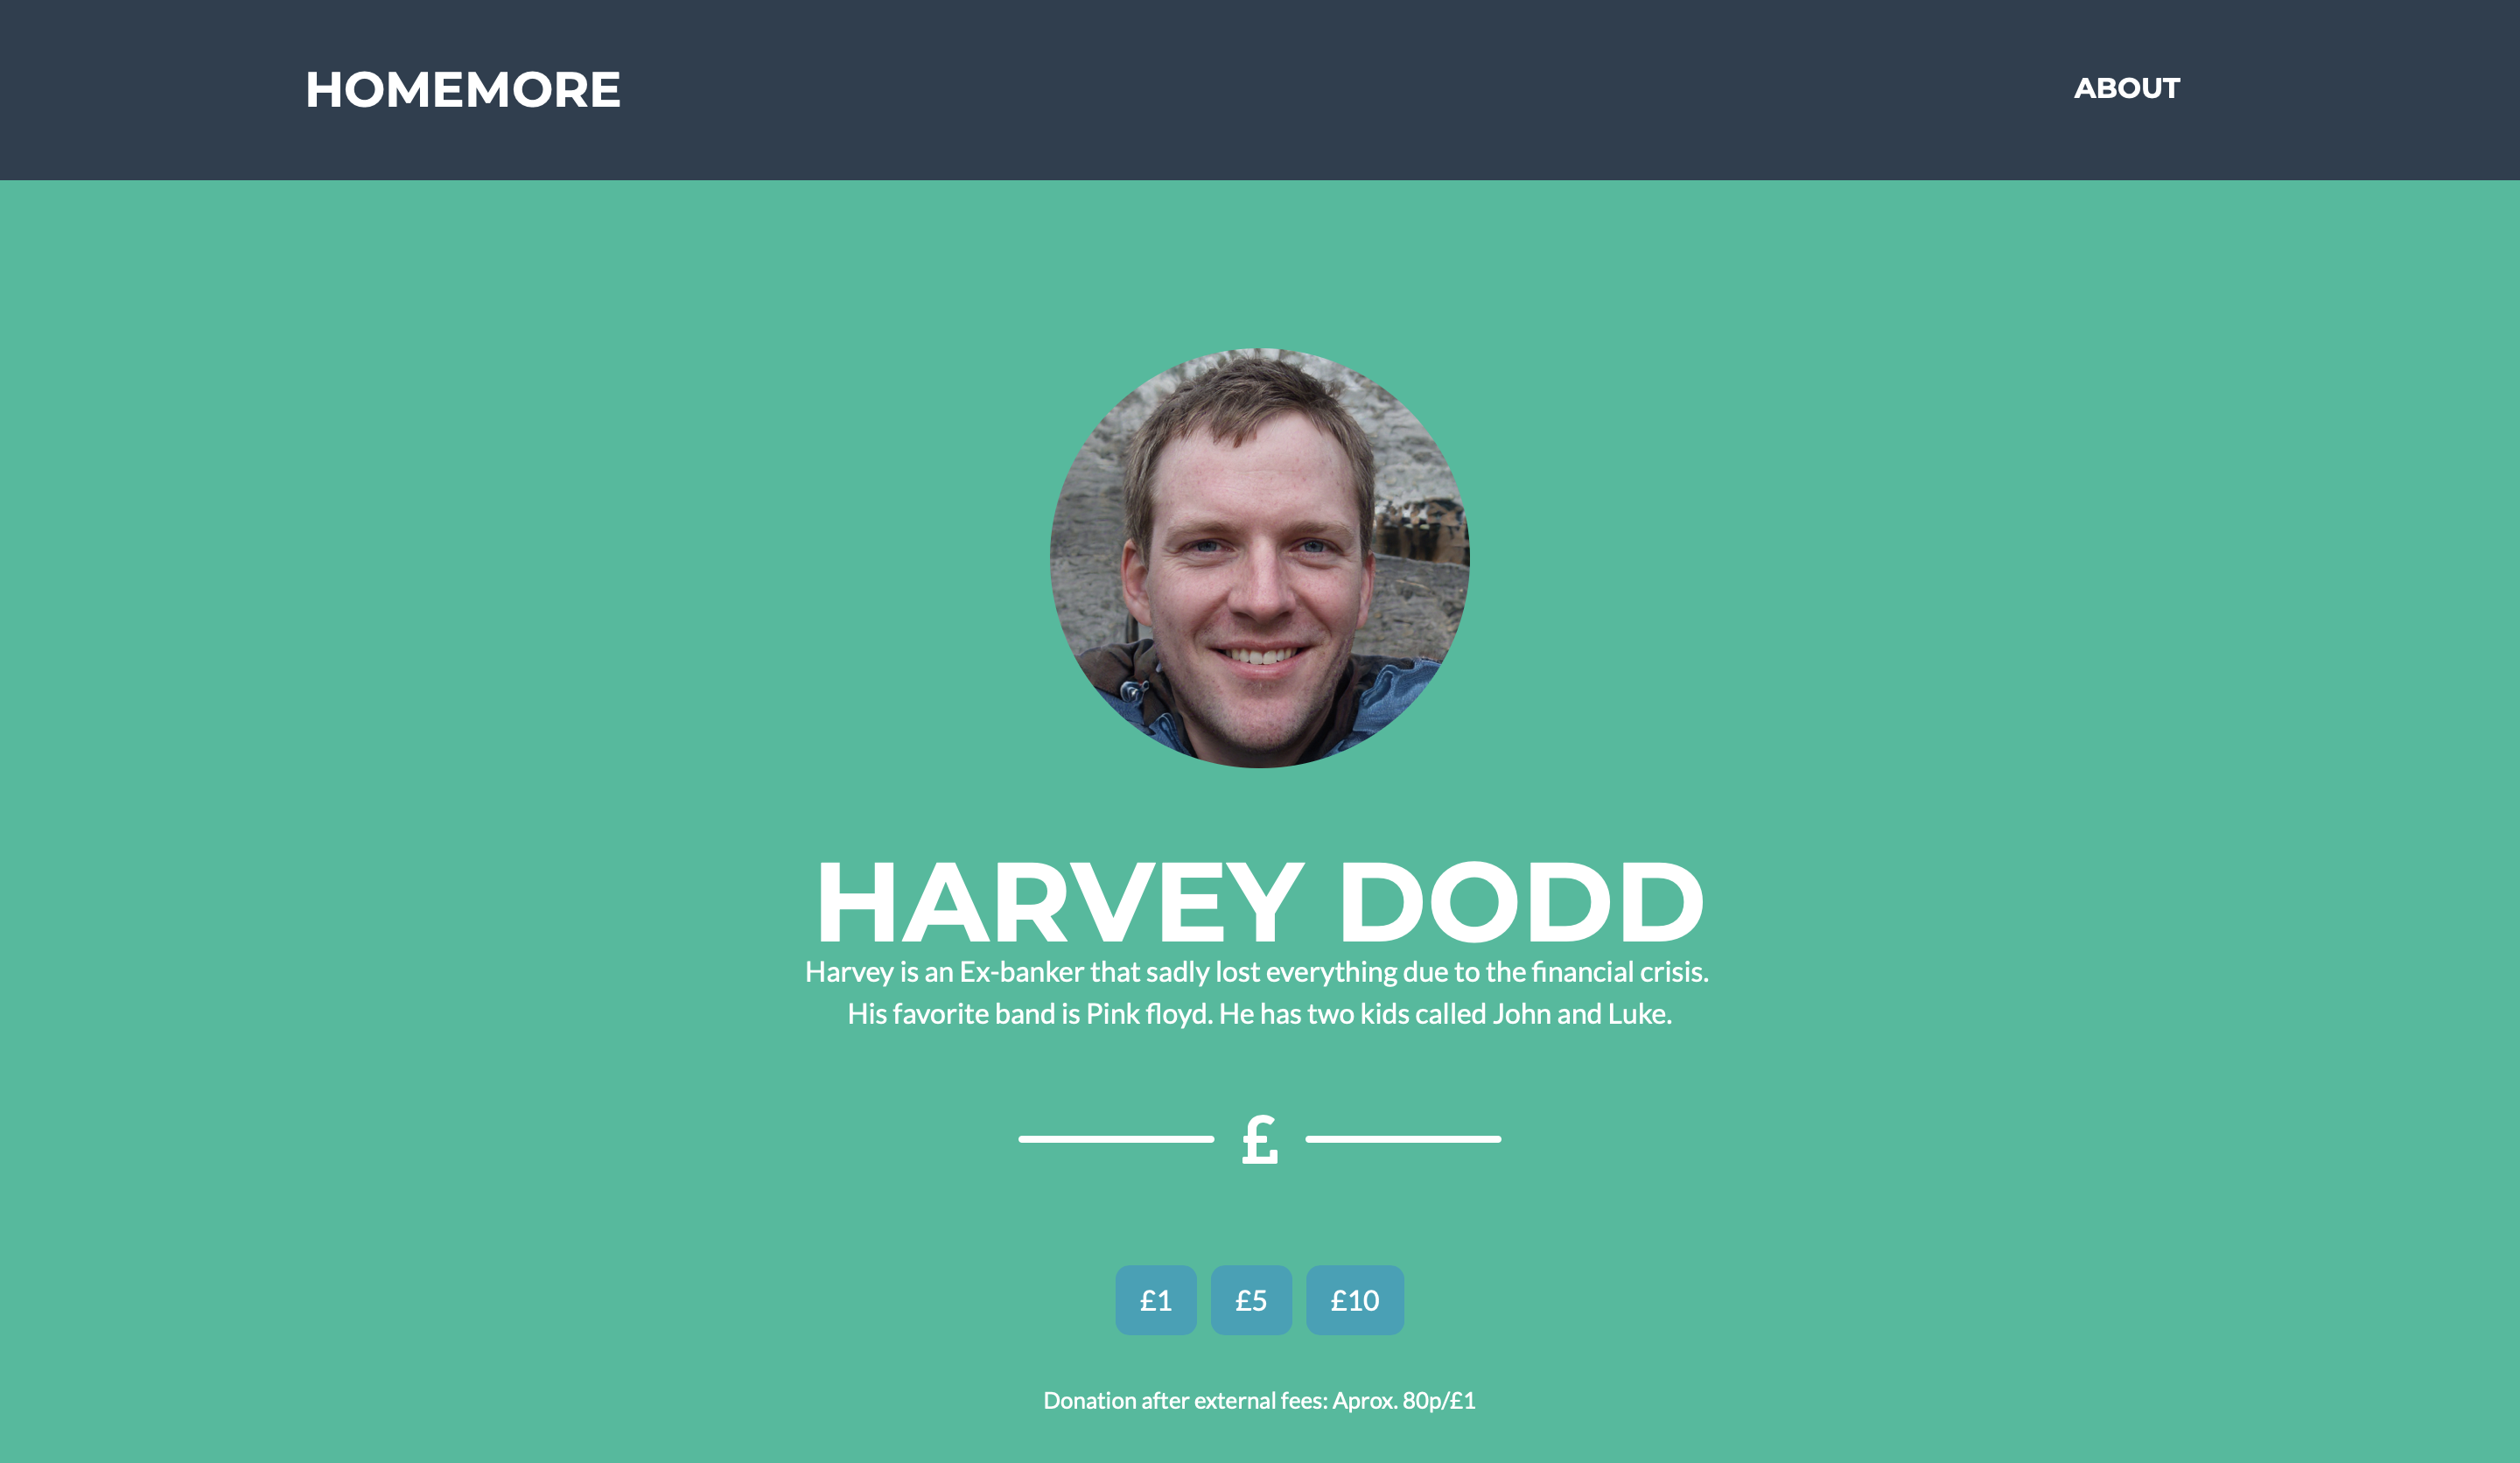 HOMEMORE
ABOUT
HARVEY DODD
Harvey is an Ex-banker that sadly lost everything due to the financial crisis.
His favorite band is Pink floyd. He has two kids called John and Luke.
£
£1 £5 £10
Donation after external fees: Aprox. 80p/£1